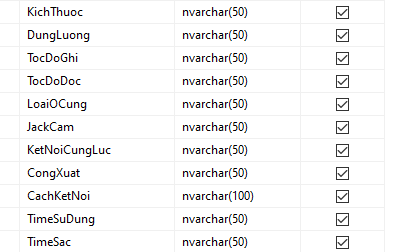 KichThuoc nvarchar(50)
DungLuong nvarchar(50)
TocDoGhi nvarchar(50)
TocDoDoc nvarchar(50)
LoaiOCung nvarchar(50)
JackCam nvarchar(50)
KetNoiCungLuc nvarchar(50)
CongXuat nvarchar(50)
CachKetNoi nvarchar(100)
TimeSuDung nvarchar(50)
TimeSac nvarchar(50)